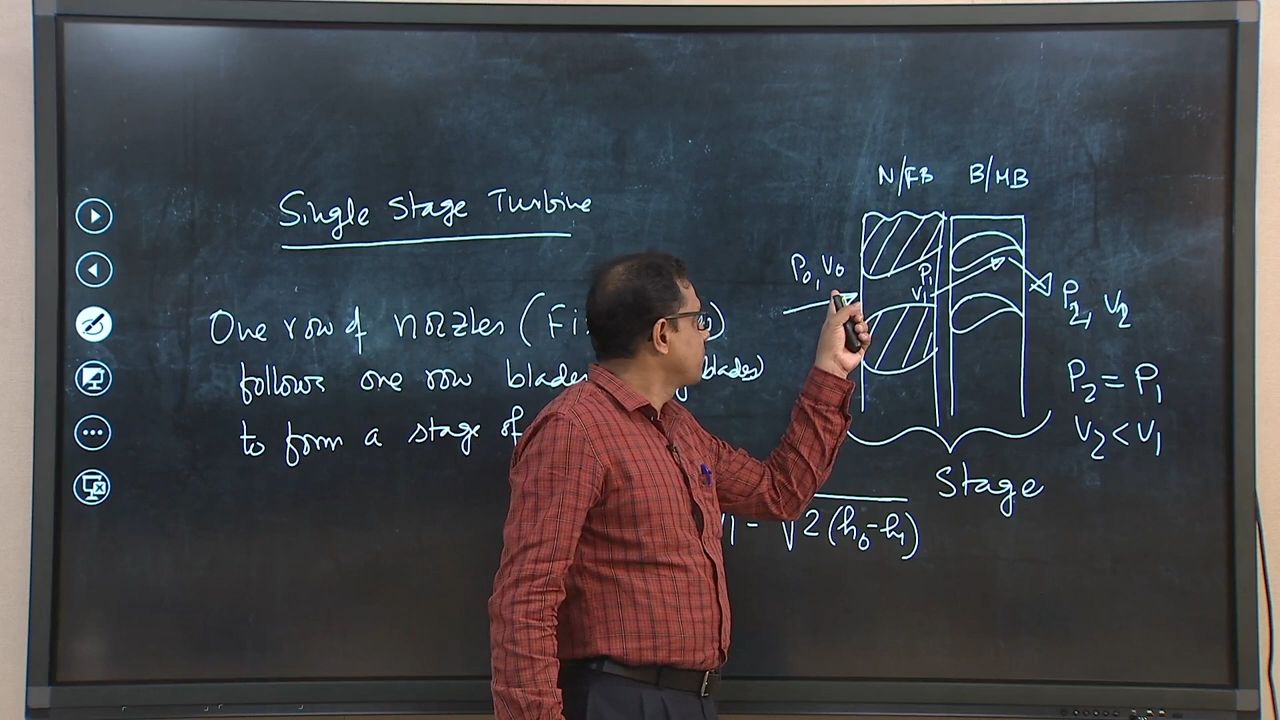 Single Stage Turbine
One row of nozzles (Fi
follows one row blades blades)
to form a stage of
N/FB B/MB
P0, V0
P1
V1
P2, V2
P2 = P1
V2 < V1
Stage
V1 = √2(h0-h1)